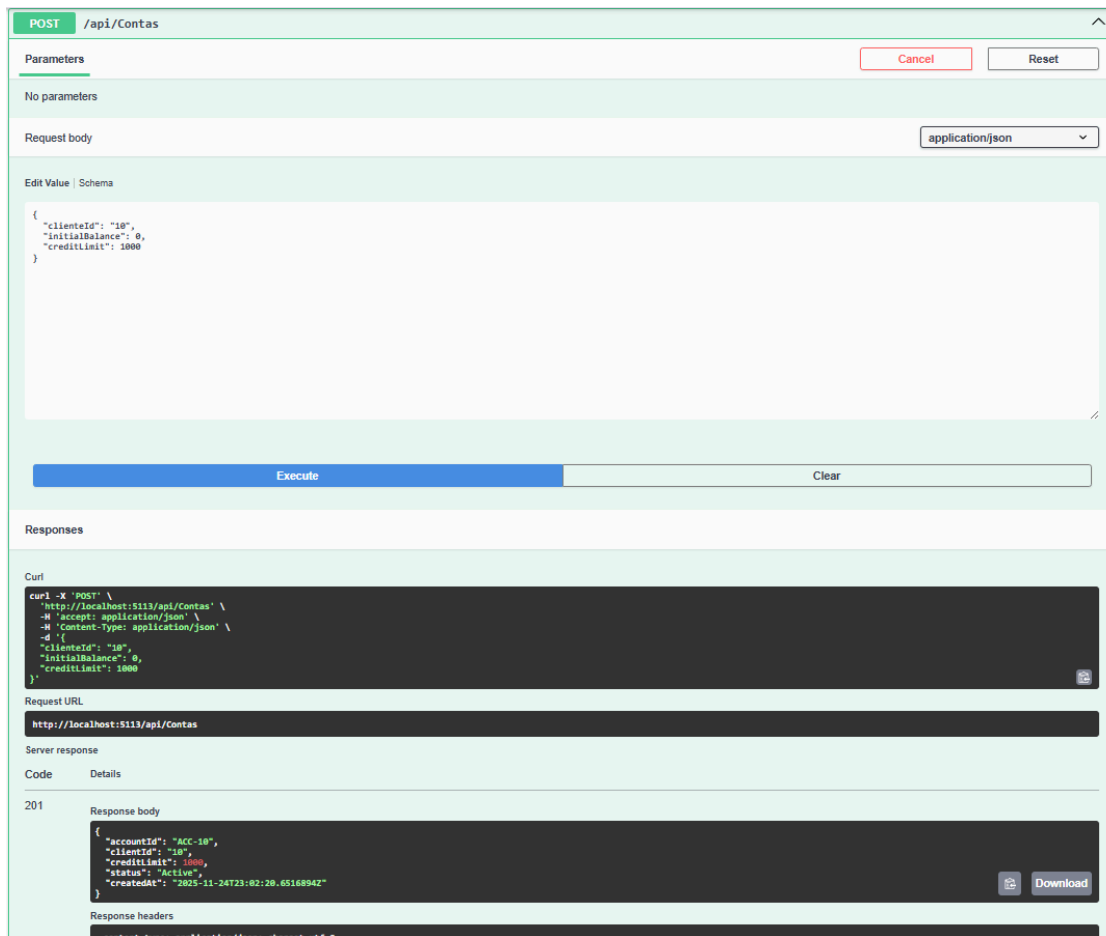 POST /api/Contas
Parameters
Cancel
Reset
No parameters
Request body
application/json
Edit Value | Schema
{
"clienteId": "10",
"initialBalance": 0,
"creditLimit": 1000
}
Execute
Clear
Responses
Curl
curl -X 'POST' \
'http://localhost:5113/api/Contas' \
-H 'accept: application/json' \
-H 'Content-Type: application/json' \
-d '{
"clienteId": "10",
"initialBalance": 0,
"creditLimit": 1000
}'
Request URL
http://localhost:5113/api/Contas
Server response
Code Details
201
Response body
{
"accountId": "ACC-10",
"clientId": "10",
"creditLimit": 1000,
"status": "Active",
"createdAt": "2025-11-24T23:02:20.6516894Z"
}
Download
Response headers